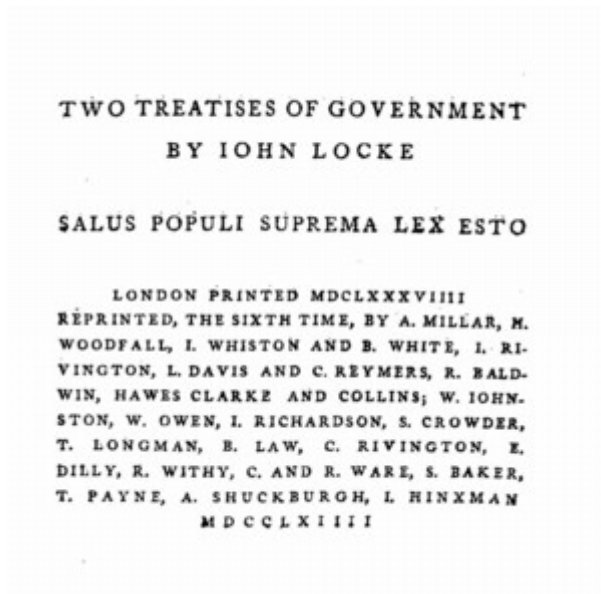 TWO TREATISES OF GOVERNMENT
BY IOHN LOCKE
SALUS POPULI SUPREMA LEX ESTO
LONDON PRINTED MDCLXXXVIIII
REPRINTED, THE SIXTH TIME, BY A. MILLAR, H.
WOODFALL, I. WHISTON AND B. WHITE, I. RI-
VINGTON, L. DAVIS AND C. REYMERS, R. BALD-
WIN, HAWES CLARKE AND COLLINS; W. IOHN-
STON, W. OWEN, I. RICHARDSON, S. CROWDER,
T. LONGMAN, B. LAW, C. RIVINGTON, E.
DILLY, R. WITHY, C. AND R. WARE, S. BAKER,
T. PAYNE, A. SHUCKBURGH, I. HINXMAN
MDCCLXIIII